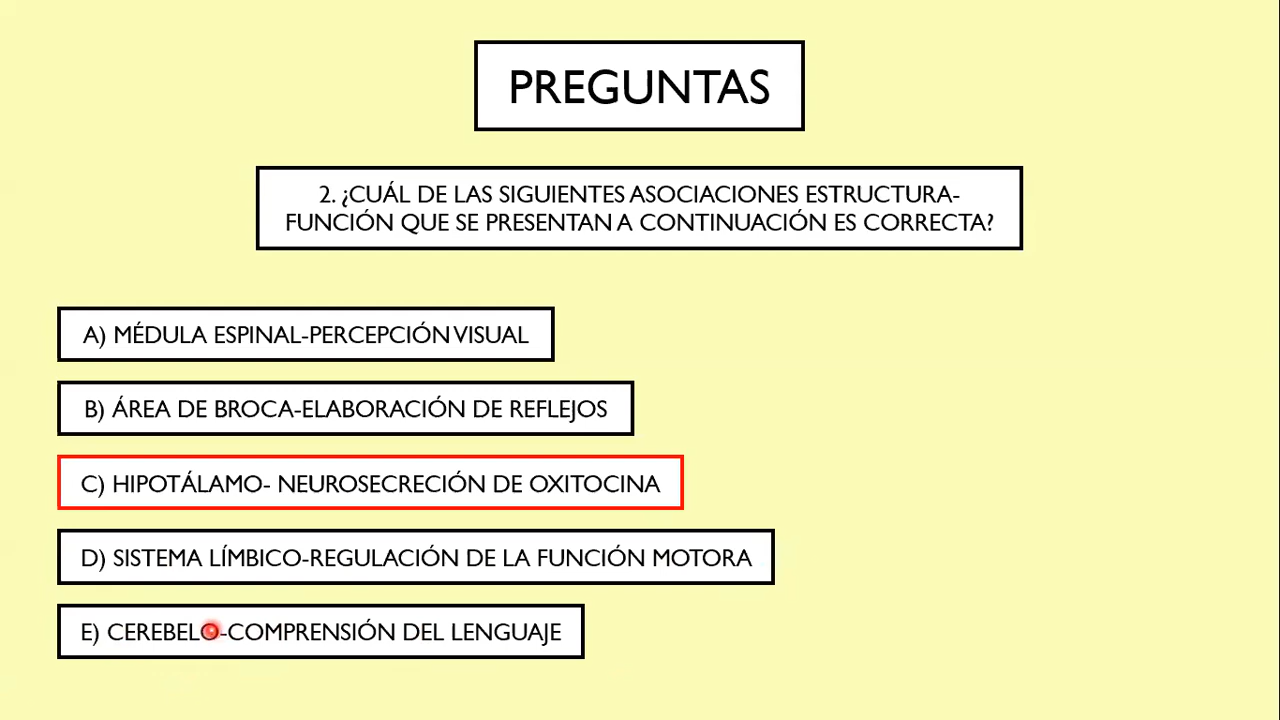 PREGUNTAS
2. ¿CUÁL DE LAS SIGUIENTES ASOCIACIONES ESTRUCTURA-
FUNCIÓN QUE SE PRESENTAN A CONTINUACIÓN ES CORRECTA?
A) MÉDULA ESPINAL-PERCEPCIÓN VISUAL
B) ÁREA DE BROCA-ELABORACIÓN DE REFLEJOS
C) HIPOTÁLAMO- NEUROSECRECIÓN DE OXITOCINA
D) SISTEMA LÍMBICO-REGULACIÓN DE LA FUNCIÓN MOTORA
E) CEREBELO-COMPRENSIÓN DEL LENGUAJE